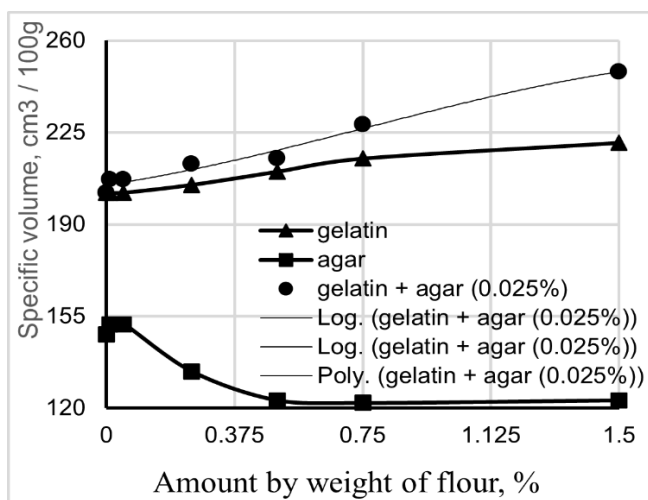 Specific volume, cm3 / 100g
260
225
190
155
120
gelatin
agar
gelatin + agar (0.025%)
Log. (gelatin + agar (0.025%))
Log. (gelatin + agar (0.025%))
Poly. (gelatin + agar (0.025%))
0
0.375
0.75
1.125
1.5
Amount by weight of flour, %